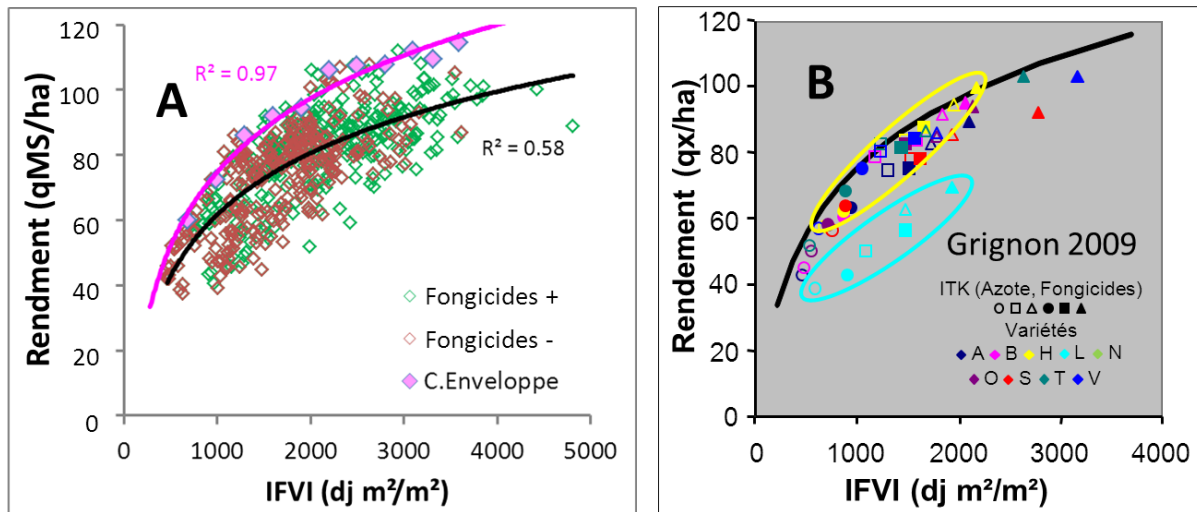 120
100
80
60
40
20
0
0 1000 2000 3000 4000 5000
Rendment (qMS/ha)
IFVI (dj m²/m²)
A
R² = 0.97
R² = 0.58
Fongicides +
Fongicides -
C.Enveloppe
120
100
80
60
40
20
0
0 1000 2000 3000 4000
Rendement (qx/ha)
IFVI (dj m²/m²)
B
Grignon 2009
ITK (Azote, Fongicides)
Variétés
A B H L N
O S T V